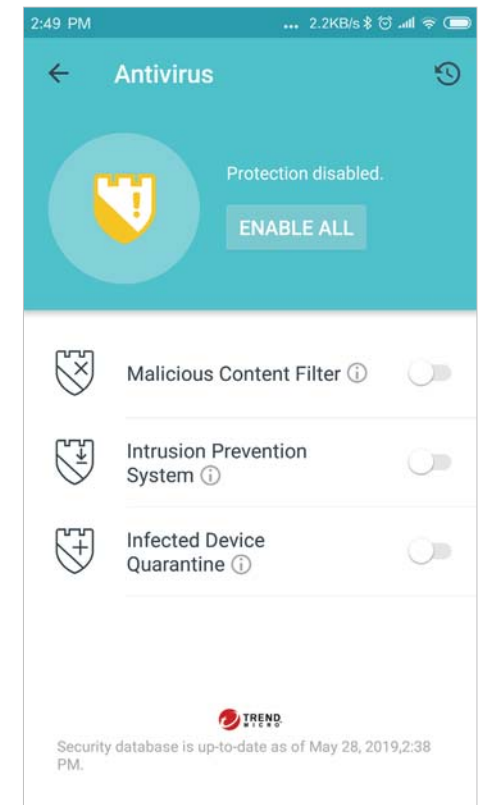 2:49 PM ... 2.2KB/s
Antivirus
Protection disabled.
ENABLE ALL
Malicious Content Filter
Intrusion Prevention
System
Infected Device
Quarantine
TREND
MICRO
Security database is up-to-date as of May 28, 2019,2:38
PM.